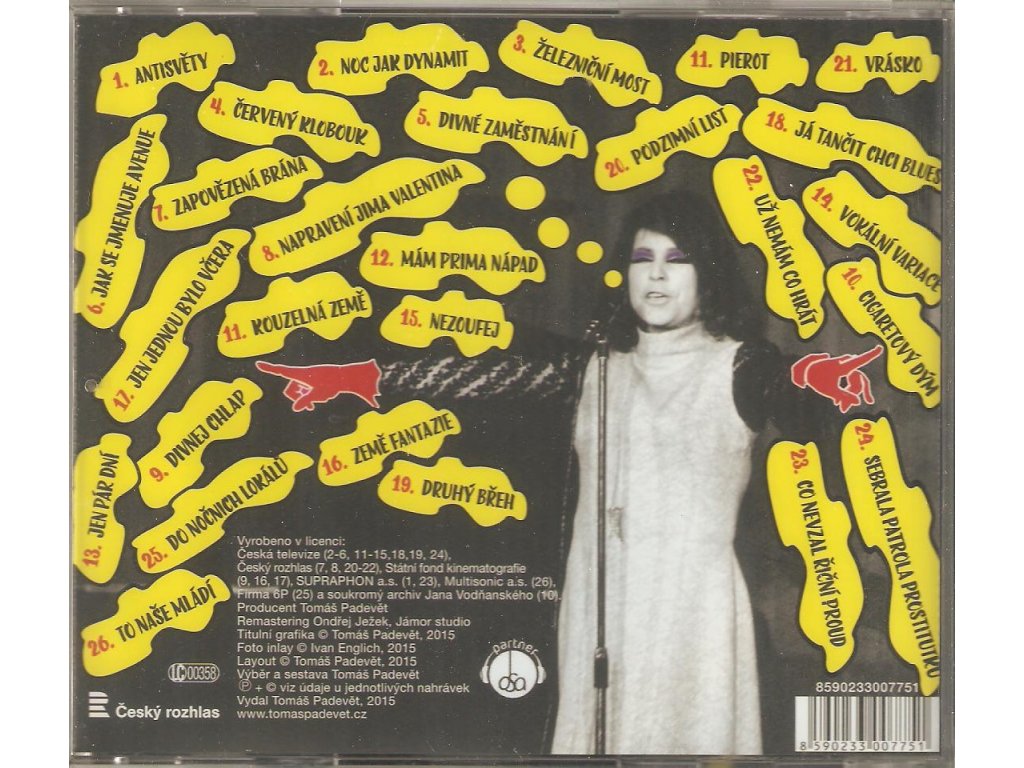 1. ANTISVĚTY
2. NOC JAK DYNAMIT
3. ŽELEZNIČNÍ MOST
11. PIEROT
21. VRÁSKO
4. ČERVENÝ KLOBOUK
5. DIVNÉ ZAMĚSTNÁNÍ
20. PODZIMNÍ LIST
18. JÁ TANČIT CHCI BLUES
6. JAK SE JMENUJE AVENUE
7. ZAPOVĚZENÁ BRÁNA
8. NAPRAVENÍ JIMA VALENTINA
22. UŽ NEMÁM CO HRÁT
14. VOKÁLNÍ VARIACE
12. MÁM PRIMA NÁPAD
10. CIGARETOVÝ DÝM
17. JEN JEDNOU BYLO VČERA
11. KOUZELNÁ ZEMĚ
15. NEZOUFEJ
9. DIVNEJ CHLAP
16. ZEMĚ FANTAZIE
19. DRUHÝ BŘEH
13. JEN PÁR DNÍ
25. DO NOČNICH LOKÁLŮ
23. CO NEVZAL ŘIČNÍ PROUD
24. SEBRALA PATROLA PROSTITUTKU
26. TO NAŠE MLÁDÍ
Vyrobeno v licenci:
Česká televize (2-6, 11-15,18,19, 24),
Český rozhlas (7, 8, 20-22), Státní fond kinematografie
(9, 16, 17), SUPRAPHON a.s. (1, 23), Multisonic a.s. (26),
Firma 6P (25) a soukromý archiv Jana Vodňanského (10).
Producent Tomáš Padevět
Remastering Ondřej Ježek, Jámor studio
Titulní grafika © Tomáš Padevět, 2015
Foto inlay © Ivan Englich, 2015
Layout © Tomáš Padevět, 2015
Výběr a sestava Tomáš Padevět
℗ + © viz údaje u jednotlivých nahrávek
Vydal Tomáš Padevět, 2015
www.tomaspadevet.cz
LC 00358
Český rozhlas
partner
osa
8590233007751
8 590233 007751